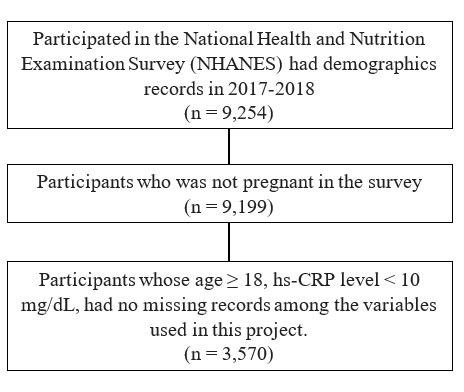 Participated in the National Health and Nutrition
Examination Survey (NHANES) had demographics
records in 2017-2018
(n = 9,254)
Participants who was not pregnant in the survey
(n = 9,199)
Participants whose age ≥ 18, hs-CRP level < 10
mg/dL, had no missing records among the variables
used in this project.
(n = 3,570)